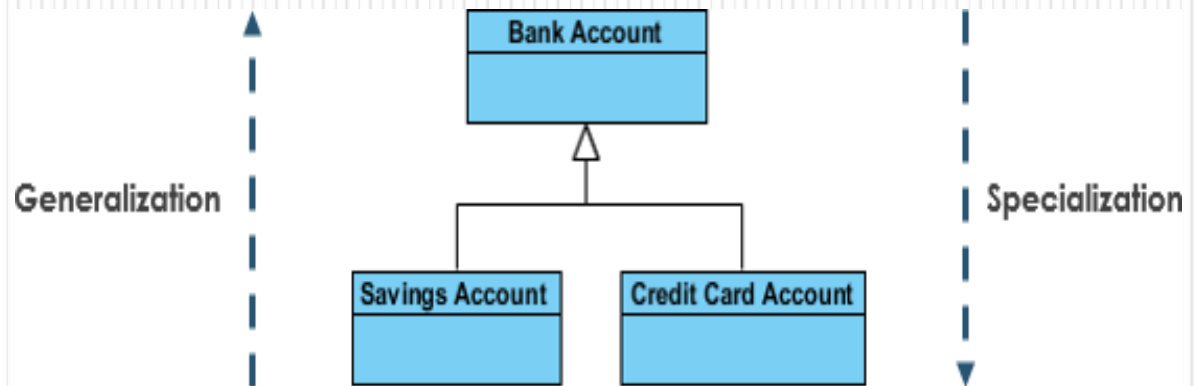 Bank Account
Generalization
Specialization
Savings Account
Credit Card Account